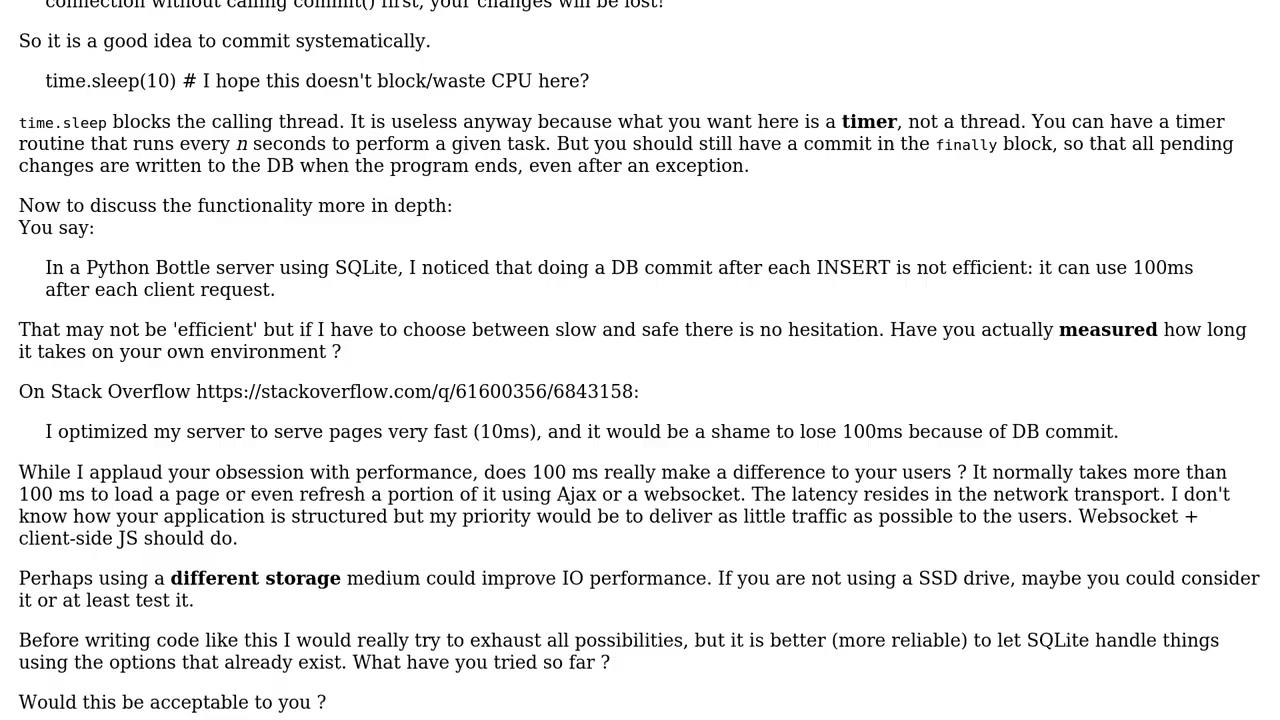 connection without calling commit() first, your changes will be lost!
So it is a good idea to commit systematically.
time.sleep(10) # I hope this doesn't block/waste CPU here?
time.sleep blocks the calling thread. It is useless anyway because what you want here is a timer, not a thread. You can have a timer
routine that runs every n seconds to perform a given task. But you should still have a commit in the finally block, so that all pending
changes are written to the DB when the program ends, even after an exception.
Now to discuss the functionality more in depth:
You say:
In a Python Bottle server using SQLite, I noticed that doing a DB commit after each INSERT is not efficient: it can use 100ms
after each client request.
That may not be 'efficient' but if I have to choose between slow and safe there is no hesitation. Have you actually measured how long
it takes on your own environment ?
On Stack Overflow https://stackoverflow.com/q/61600356/6843158:
I optimized my server to serve pages very fast (10ms), and it would be a shame to lose 100ms because of DB commit.
While I applaud your obsession with performance, does 100 ms really make a difference to your users ? It normally takes more than
100 ms to load a page or even refresh a portion of it using Ajax or a websocket. The latency resides in the network transport. I don't
know how your application is structured but my priority would be to deliver as little traffic as possible to the users. Websocket +
client-side JS should do.
Perhaps using a different storage medium could improve IO performance. If you are not using a SSD drive, maybe you could consider
it or at least test it.
Before writing code like this I would really try to exhaust all possibilities, but it is better (more reliable) to let SQLite handle things
using the options that already exist. What have you tried so far ?
Would this be acceptable to you ?